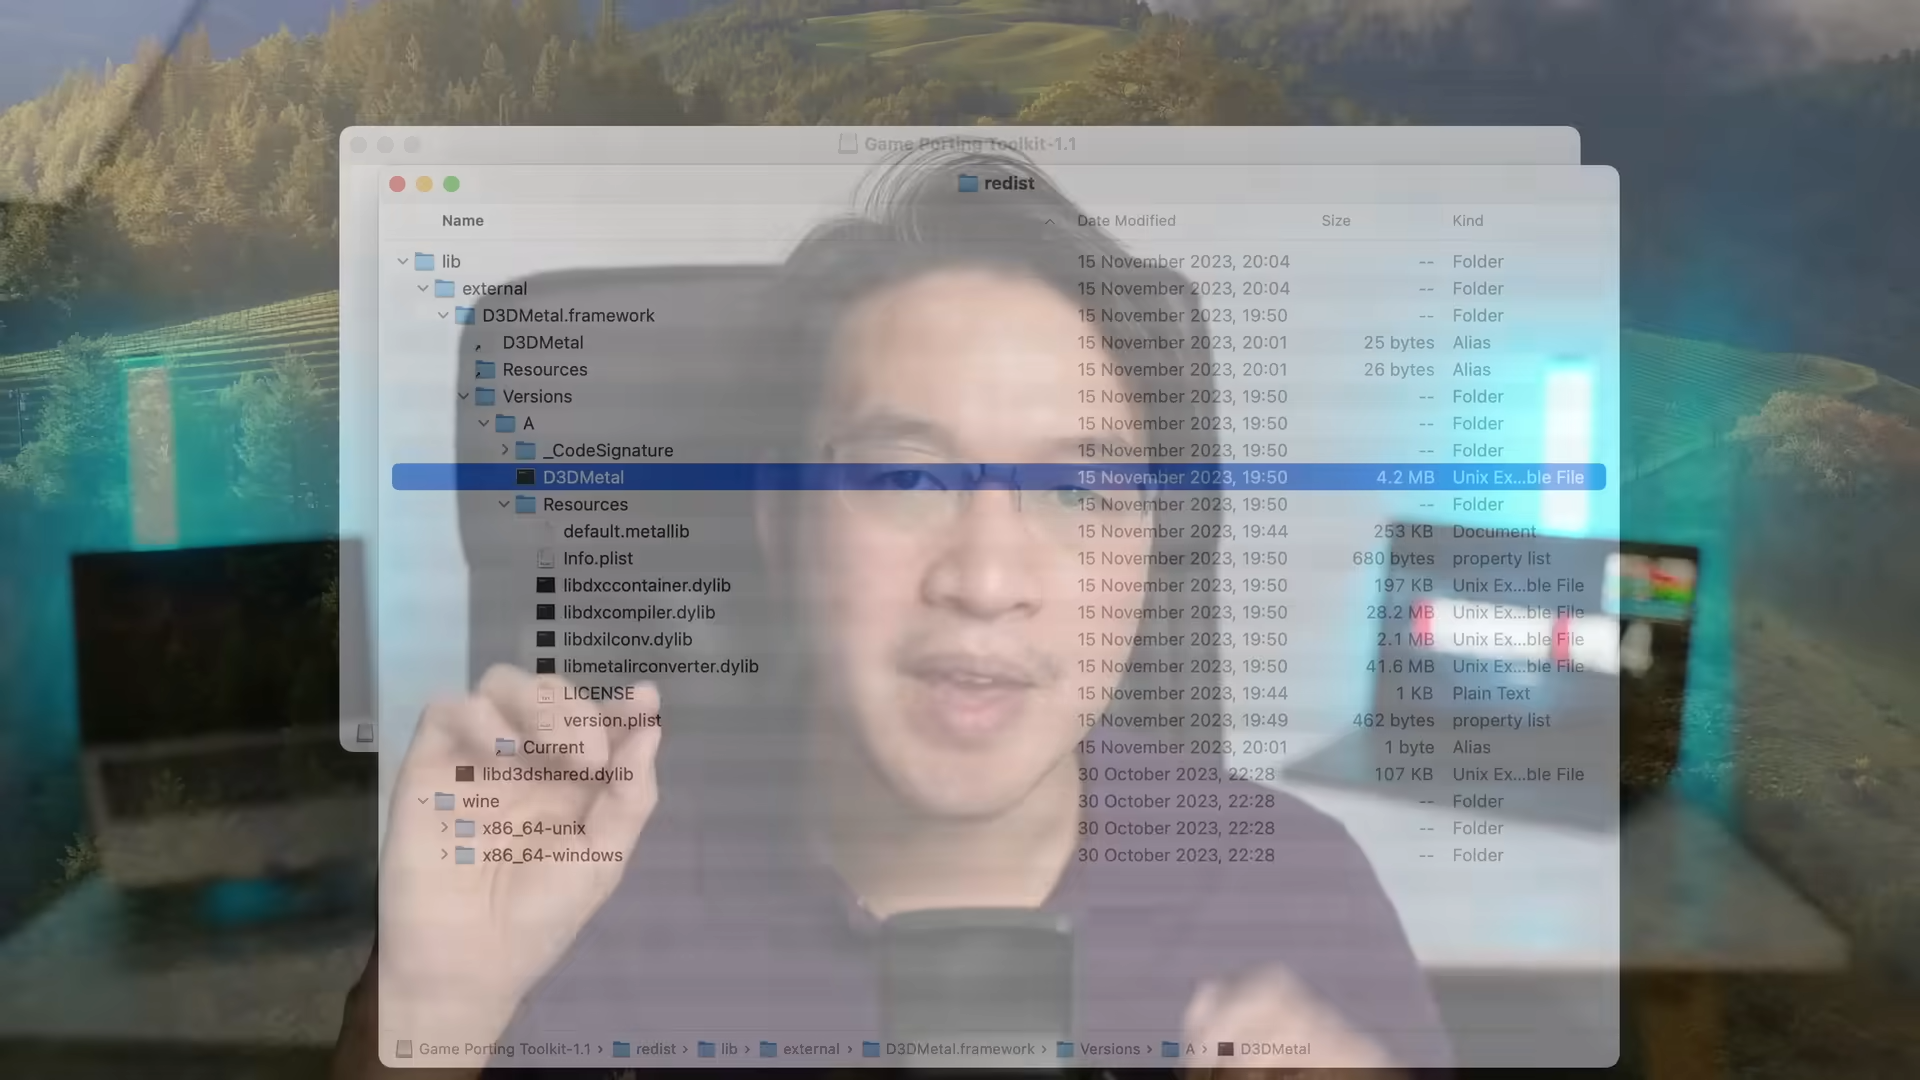 Game Porting Toolkit-1.1
redist
Name Date Modified Size Kind
lib 15 November 2023, 20:04 -- Folder
external 15 November 2023, 20:04 -- Folder
D3DMetal.framework 15 November 2023, 19:50 -- Folder
D3DMetal 15 November 2023, 20:01 25 bytes Alias
Resources 15 November 2023, 20:01 26 bytes Alias
Versions 15 November 2023, 19:50 -- Folder
A 15 November 2023, 19:50 -- Folder
_CodeSignature 15 November 2023, 19:50 -- Folder
D3DMetal 15 November 2023, 19:50 4.2 MB Unix Ex...ble File
Resources 15 November 2023, 19:50 -- Folder
default.metallib 15 November 2023, 19:44 253 KB Document
Info.plist 15 November 2023, 19:50 680 bytes property list
libdxccontainer.dylib 15 November 2023, 19:50 197 KB Unix Ex...ble File
libdxcompiler.dylib 15 November 2023, 19:50 28.2 MB Unix Ex...ble File
libdxilconv.dylib 15 November 2023, 19:50 2.1 MB Unix Ex...ble File
libmetalirconverter.dylib 15 November 2023, 19:50 41.6 MB Unix Ex...ble File
LICENSE 15 November 2023, 19:44 1 KB Plain Text
version.plist 15 November 2023, 19:49 462 bytes property list
Current 15 November 2023, 20:01 1 byte Alias
libd3dshared.dylib 30 October 2023, 22:28 107 KB Unix Ex...ble File
wine 30 October 2023, 22:28 -- Folder
x86_64-unix 30 October 2023, 22:28 -- Folder
x86_64-windows 30 October 2023, 22:28 -- Folder
Game Porting Toolkit-1.1 › redist › lib › external › D3DMetal.framework › Versions › A › D3DMetal